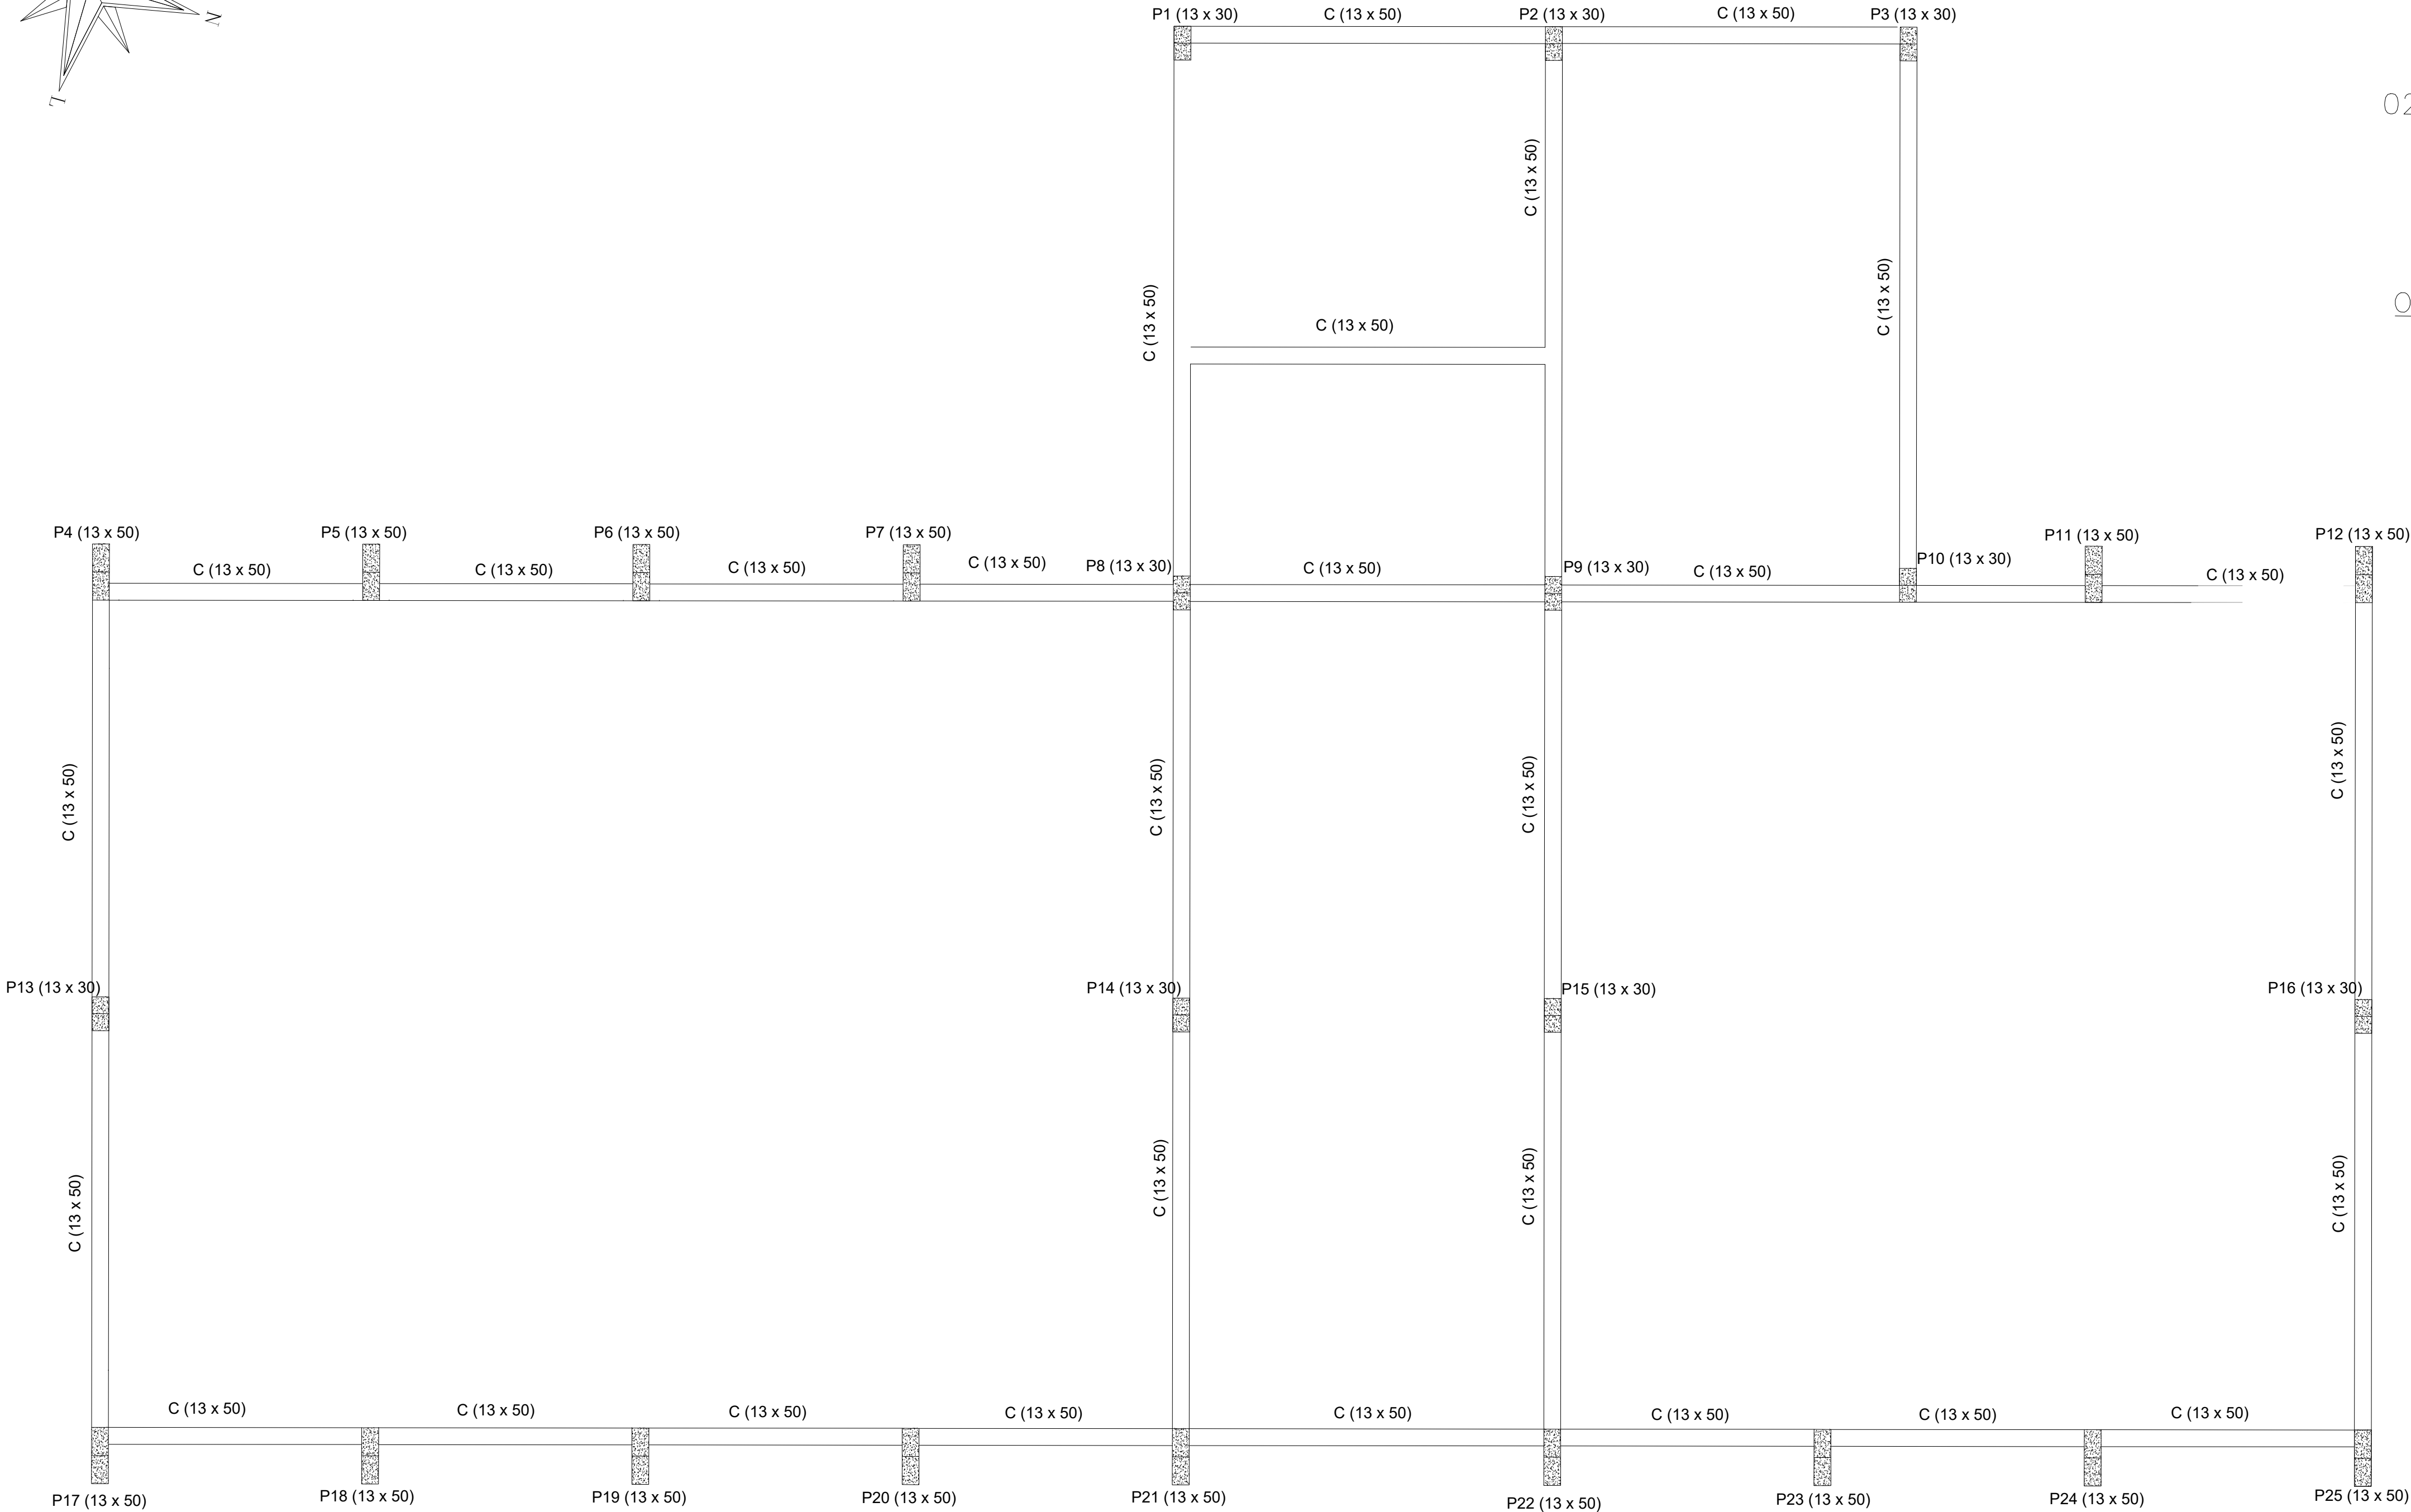 P1 (13 x 30) C (13 x 50) P2 (13 x 30) C (13 x 50) P3 (13 x 30)
N
L
02
C (13 x 50)
C (13 x 50)
C (13 x 50)
C (13 x 50)
P4 (13 x 50) P5 (13 x 50) P6 (13 x 50) P7 (13 x 50) P11 (13 x 50) P12 (13 x 50)
C (13 x 50) C (13 x 50) C (13 x 50) C (13 x 50) P8 (13 x 30) C (13 x 50) P9 (13 x 30) C (13 x 50) P10 (13 x 30) C (13 x 50)
C (13 x 50)
C (13 x 50)
C (13 x 50)
C (13 x 50)
P13 (13 x 30) P14 (13 x 30) P15 (13 x 30) P16 (13 x 30)
C (13 x 50)
C (13 x 50)
C (13 x 50)
C (13 x 50)
C (13 x 50) C (13 x 50) C (13 x 50) C (13 x 50) C (13 x 50) C (13 x 50) C (13 x 50) C (13 x 50)
P17 (13 x 50) P18 (13 x 50) P19 (13 x 50) P20 (13 x 50) P21 (13 x 50) P22 (13 x 50) P23 (13 x 50) P24 (13 x 50) P25 (13 x 50)